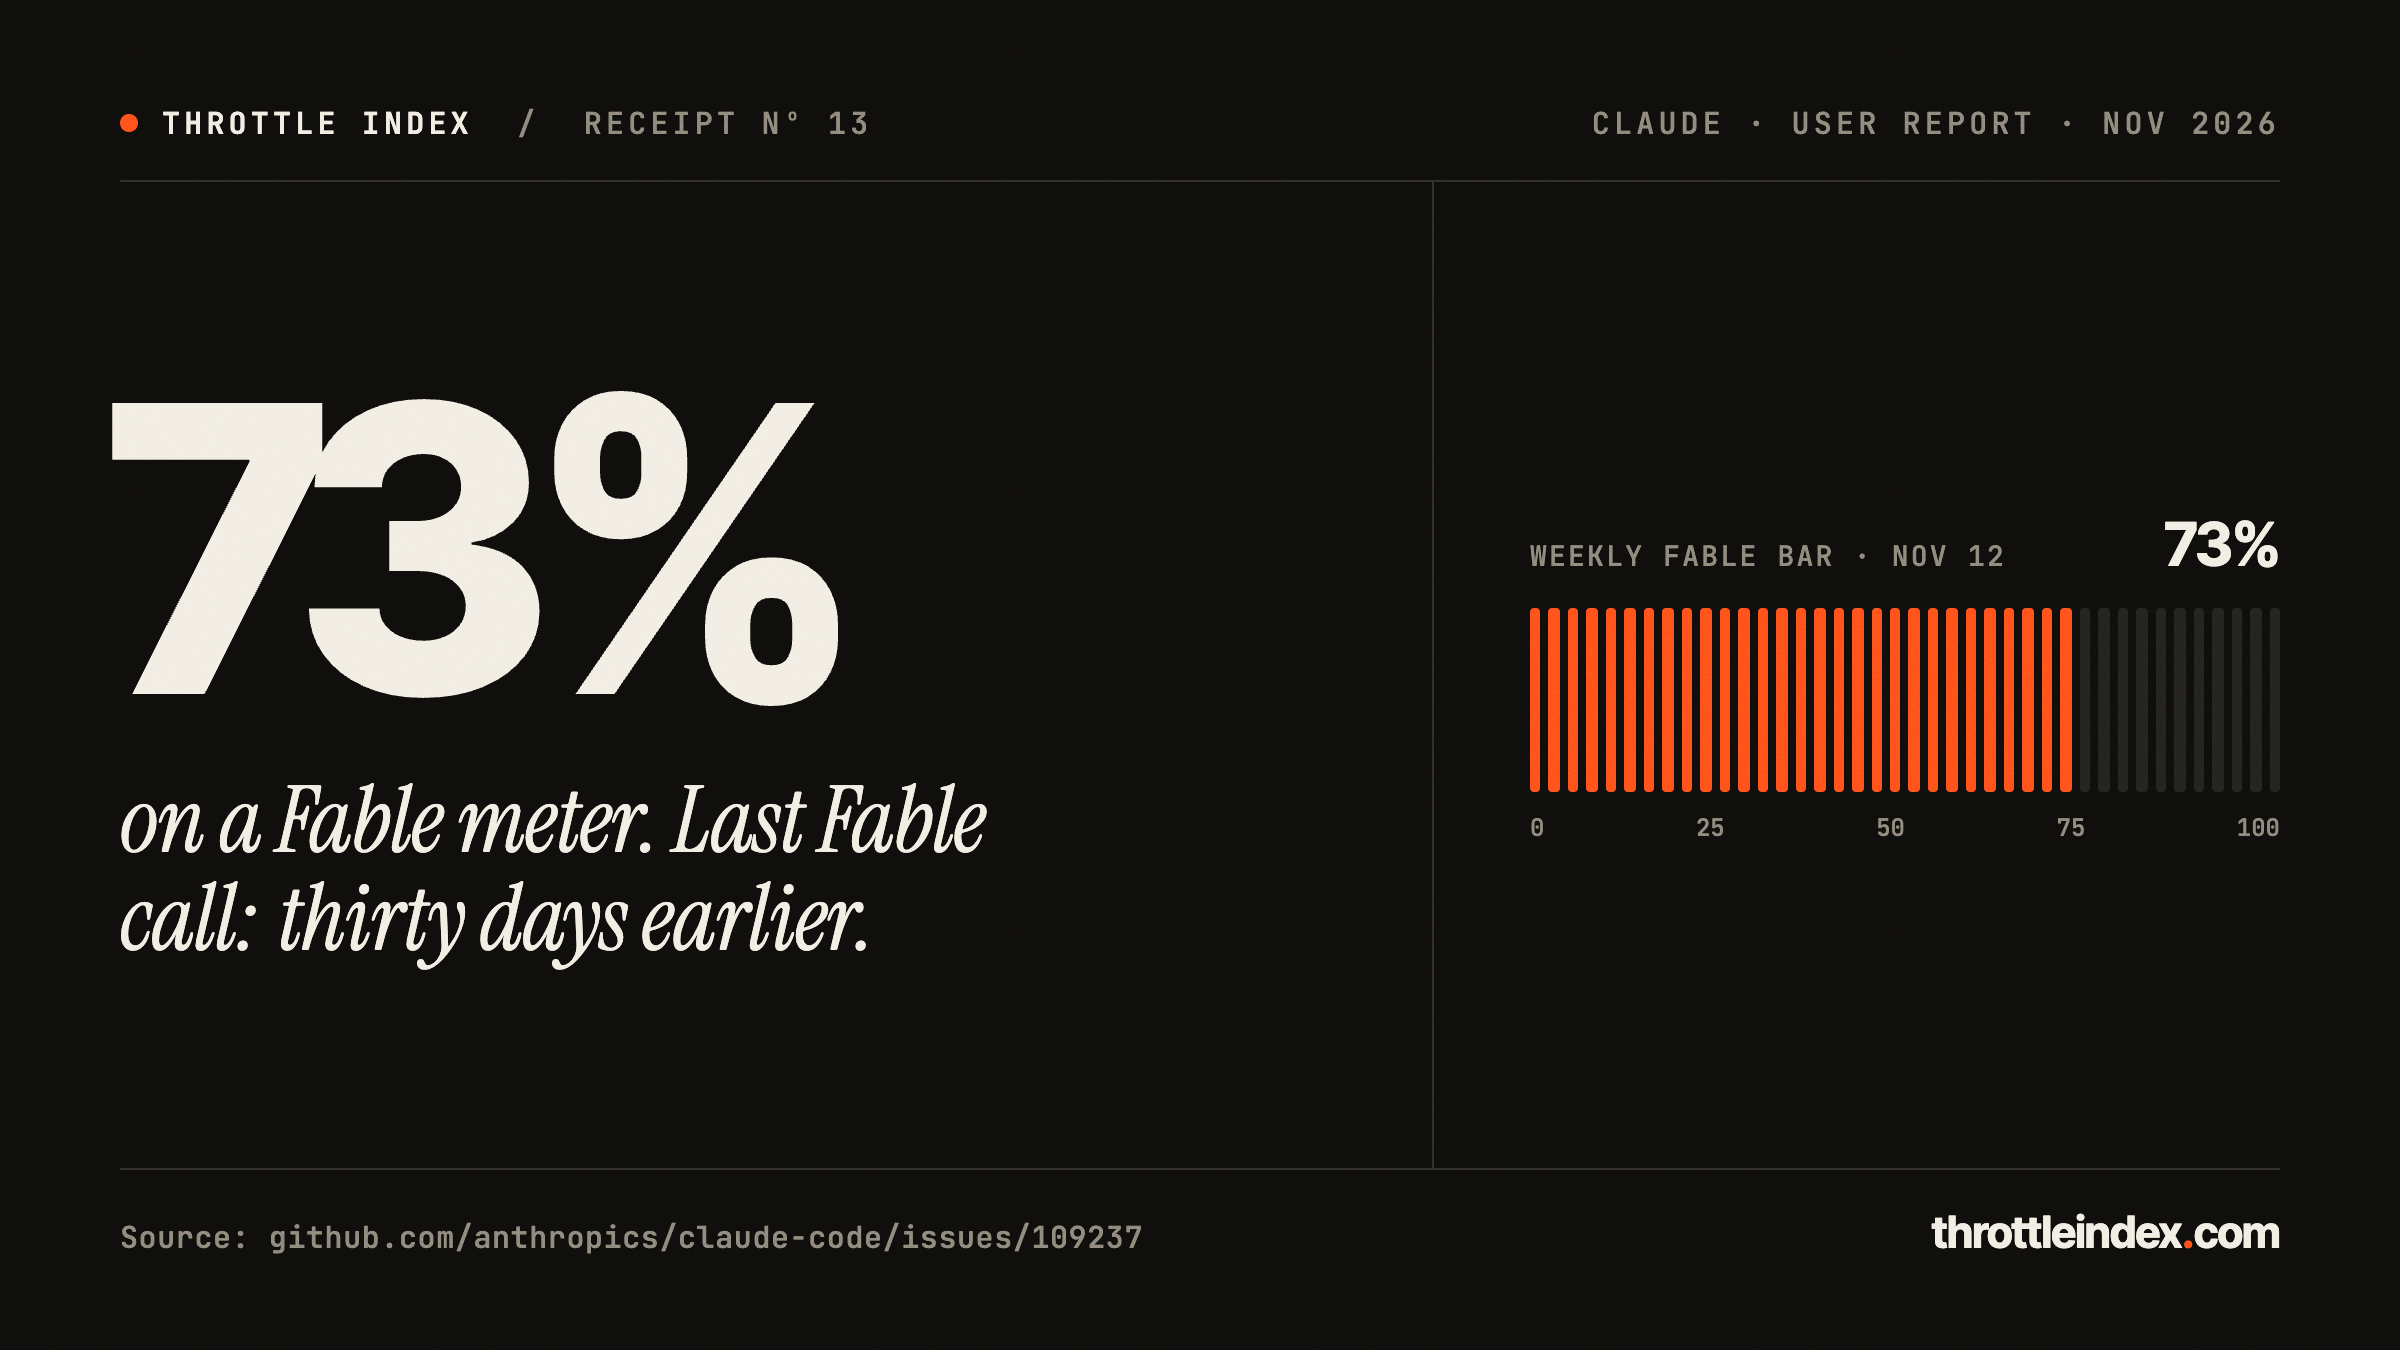 THROTTLE INDEX / RECEIPT Nº 13
CLAUDE · USER REPORT · NOV 2026
73%
on a Fable meter. Last Fable
call: thirty days earlier.
WEEKLY FABLE BAR · NOV 12
73%
0 25 50 75 100
Source: github.com/anthropics/claude-code/issues/109237
throttleindex.com